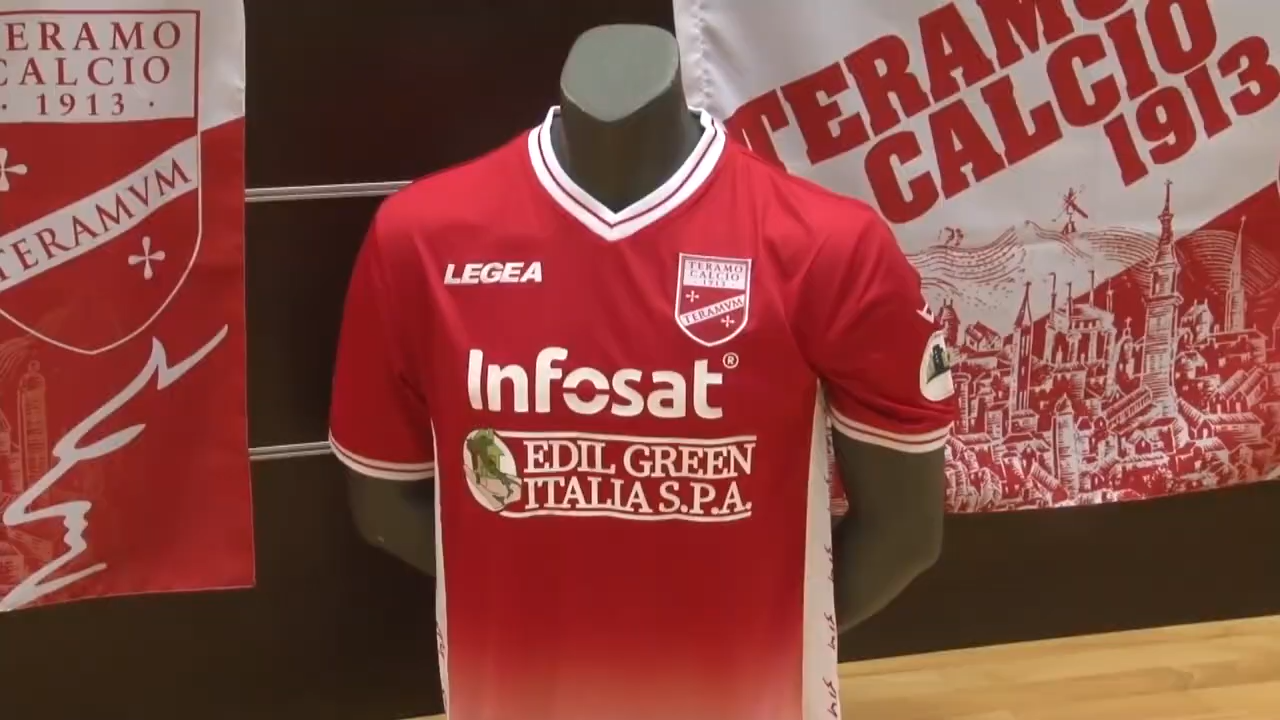 ERAMO
CALCIO
· 1913 ·
TERAMVM
TERAMO
CALCIO
1913
LEGEA
TERAMO
CALCIO
· 1913 ·
TERAMVM
Infosat®
EDIL GREEN
ITALIA S.P.A.